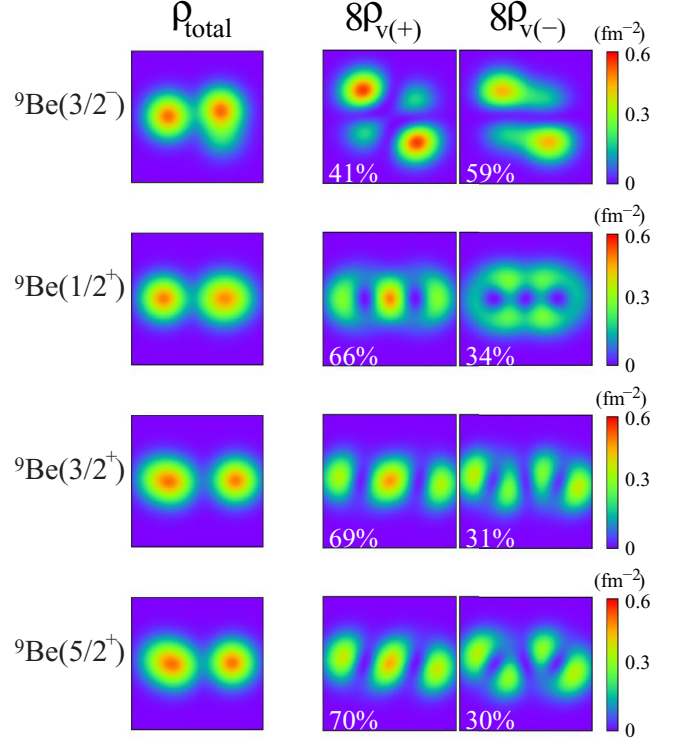 ρtotal 8ρv(+) 8ρv(−)
(fm⁻²)
⁹Be(3/2⁻) 0.6
0.3
41% 59% 0
(fm⁻²)
0.6
⁹Be(1/2⁺) 0.3
66% 34% 0
(fm⁻²)
0.6
⁹Be(3/2⁺) 0.3
69% 31% 0
(fm⁻²)
0.6
⁹Be(5/2⁺) 0.3
70% 30% 0